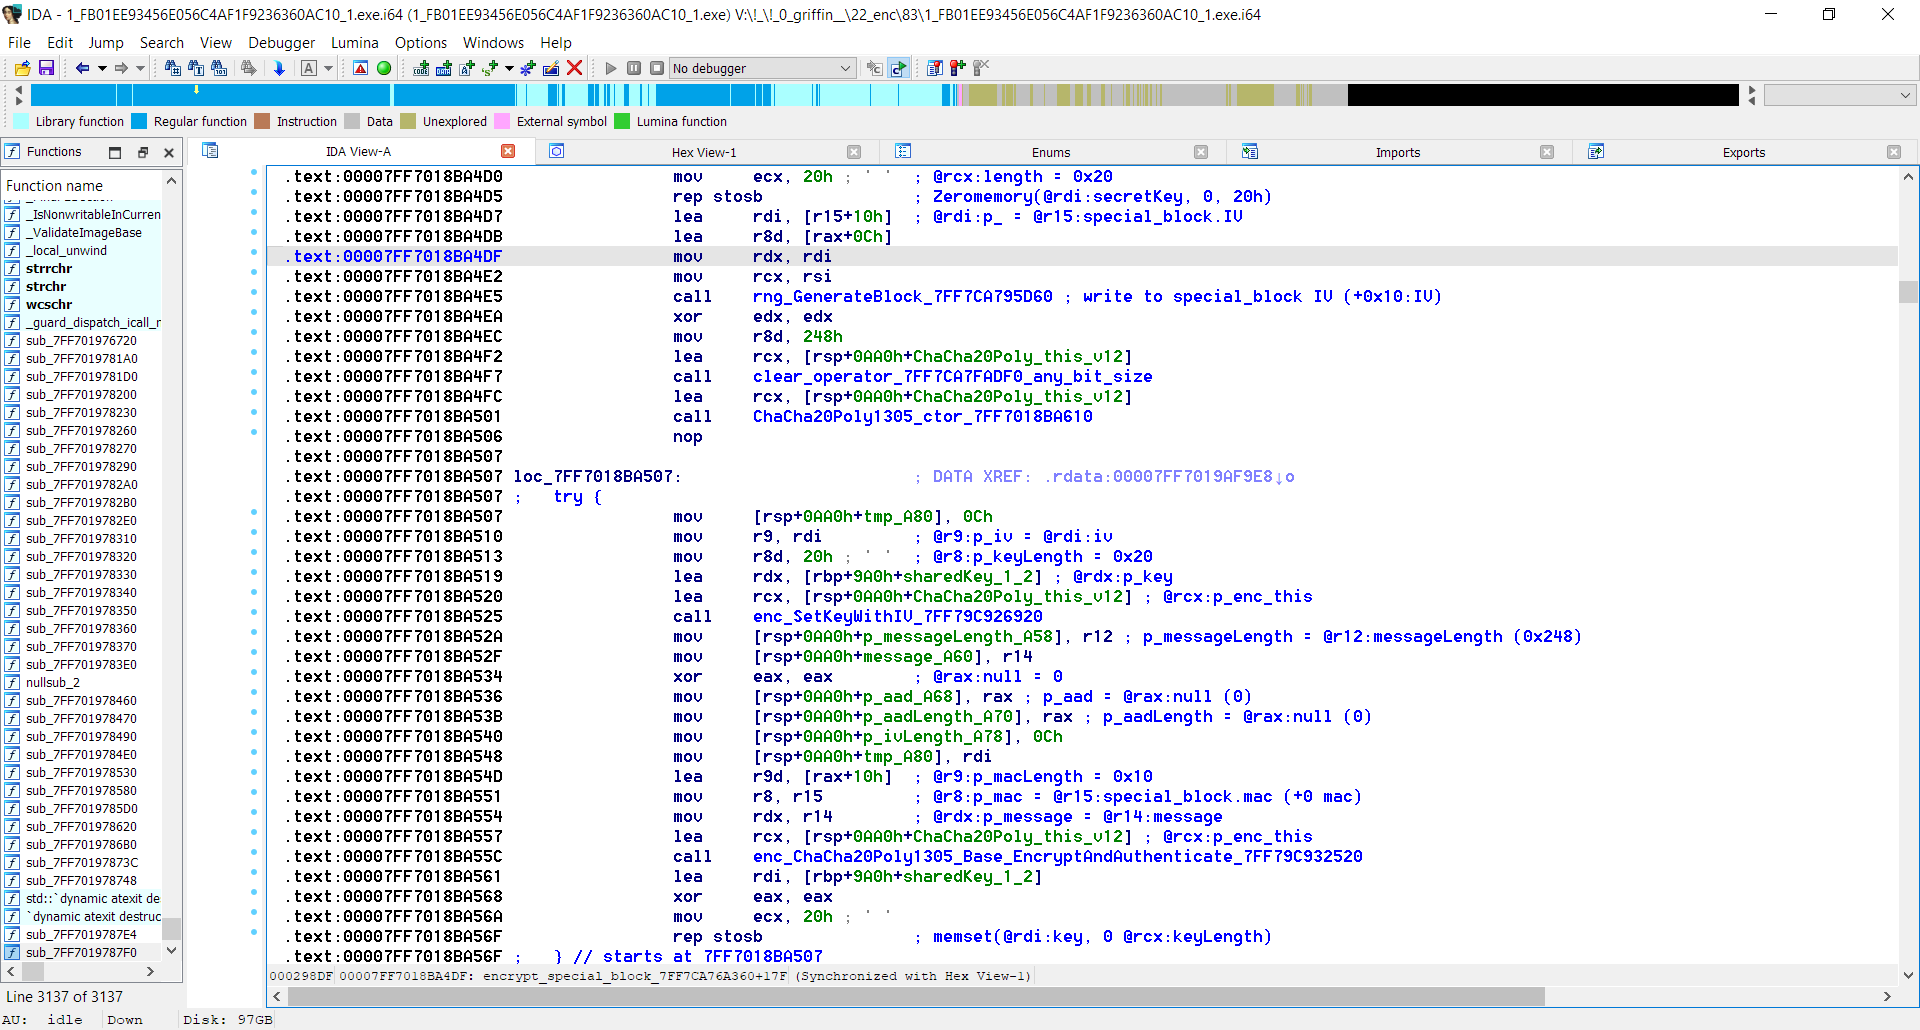 IDA - 1_FB01EE93456E056C4AF1F9236360AC10_1.exe.i64 (1_FB01EE93456E056C4AF1F9236360AC10_1.exe) V:\!_\!_0_griffin__\22_enc\83\1_FB01EE93456E056C4AF1F9236360AC10_1.exe.i64
File Edit Jump Search View Debugger Lumina Options Windows Help
No debugger
Library function Regular function Instruction Data Unexplored External symbol Lumina function
Functions
IDA View-A
Hex View-1
Enums
Imports
Exports
Function name
_IsNonwritableInCurren
_ValidateImageBase
_local_unwind
strrchr
strchr
wcschr
_guard_dispatch_icall_r
sub_7FF701976720
sub_7FF7019781A0
sub_7FF7019781D0
sub_7FF701978200
sub_7FF701978230
sub_7FF701978260
sub_7FF701978270
sub_7FF701978290
sub_7FF7019782A0
sub_7FF7019782B0
sub_7FF7019782E0
sub_7FF701978310
sub_7FF701978320
sub_7FF701978330
sub_7FF701978340
sub_7FF701978350
sub_7FF701978360
sub_7FF701978370
sub_7FF7019783E0
nullsub_2
sub_7FF701978460
sub_7FF701978470
sub_7FF701978490
sub_7FF7019784E0
sub_7FF701978530
sub_7FF701978580
sub_7FF7019785D0
sub_7FF701978620
sub_7FF7019786B0
sub_7FF70197873C
sub_7FF701978748
std::`dynamic atexit de
`dynamic atexit destruc
sub_7FF7019787E4
sub_7FF7019787F0
Line 3137 of 3137
.text:00007FF7018BA4D0 mov ecx, 20h ; ' ' ; @rcx:length = 0x20
.text:00007FF7018BA4D5 rep stosb ; Zeromemory(@rdi:secretKey, 0, 20h)
.text:00007FF7018BA4D7 lea rdi, [r15+10h] ; @rdi:p_ = @r15:special_block.IV
.text:00007FF7018BA4DB lea r8d, [rax+0Ch]
.text:00007FF7018BA4DF mov rdx, rdi
.text:00007FF7018BA4E2 mov rcx, rsi
.text:00007FF7018BA4E5 call rng_GenerateBlock_7FF7CA795D60 ; write to special_block IV (+0x10:IV)
.text:00007FF7018BA4EA xor edx, edx
.text:00007FF7018BA4EC mov r8d, 248h
.text:00007FF7018BA4F2 lea rcx, [rsp+0AA0h+ChaCha20Poly_this_v12]
.text:00007FF7018BA4F7 call clear_operator_7FF7CA7FADF0_any_bit_size
.text:00007FF7018BA4FC lea rcx, [rsp+0AA0h+ChaCha20Poly_this_v12]
.text:00007FF7018BA501 call ChaCha20Poly1305_ctor_7FF7018BA610
.text:00007FF7018BA506 nop
.text:00007FF7018BA507
.text:00007FF7018BA507 loc_7FF7018BA507: ; DATA XREF: .rdata:00007FF7019AF9E8↓o
.text:00007FF7018BA507 ; try {
.text:00007FF7018BA507 mov [rsp+0AA0h+tmp_A80], 0Ch
.text:00007FF7018BA510 mov r9, rdi ; @r9:p_iv = @rdi:iv
.text:00007FF7018BA513 mov r8d, 20h ; ' ' ; @r8:p_keyLength = 0x20
.text:00007FF7018BA519 lea rdx, [rbp+9A0h+sharedKey_1_2] ; @rdx:p_key
.text:00007FF7018BA520 lea rcx, [rsp+0AA0h+ChaCha20Poly_this_v12] ; @rcx:p_enc_this
.text:00007FF7018BA525 call enc_SetKeyWithIV_7FF79C926920
.text:00007FF7018BA52A mov [rsp+0AA0h+p_messageLength_A58], r12 ; p_messageLength = @r12:messageLength (0x248)
.text:00007FF7018BA52F mov [rsp+0AA0h+message_A60], r14
.text:00007FF7018BA534 xor eax, eax ; @rax:null = 0
.text:00007FF7018BA536 mov [rsp+0AA0h+p_aad_A68], rax ; p_aad = @rax:null (0)
.text:00007FF7018BA53B mov [rsp+0AA0h+p_aadLength_A70], rax ; p_aadLength = @rax:null (0)
.text:00007FF7018BA540 mov [rsp+0AA0h+p_ivLength_A78], 0Ch
.text:00007FF7018BA548 mov [rsp+0AA0h+tmp_A80], rdi
.text:00007FF7018BA54D lea r9d, [rax+10h] ; @r9:p_macLength = 0x10
.text:00007FF7018BA551 mov r8, r15 ; @r8:p_mac = @r15:special_block.mac (+0 mac)
.text:00007FF7018BA554 mov rdx, r14 ; @rdx:p_message = @r14:message
.text:00007FF7018BA557 lea rcx, [rsp+0AA0h+ChaCha20Poly_this_v12] ; @rcx:p_enc_this
.text:00007FF7018BA55C call enc_ChaCha20Poly1305_Base_EncryptAndAuthenticate_7FF79C932520
.text:00007FF7018BA561 lea rdi, [rbp+9A0h+sharedKey_1_2]
.text:00007FF7018BA568 xor eax, eax
.text:00007FF7018BA56A mov ecx, 20h ; ' '
.text:00007FF7018BA56F rep stosb ; memset(@rdi:key, 0 @rcx:keyLength)
.text:00007FF7018BA56F ; } // starts at 7FF7018BA507
000298DF 00007FF7018BA4DF: encrypt_special_block_7FF7CA76A360+17F (Synchronized with Hex View-1)
AU: idle Down Disk: 97GB